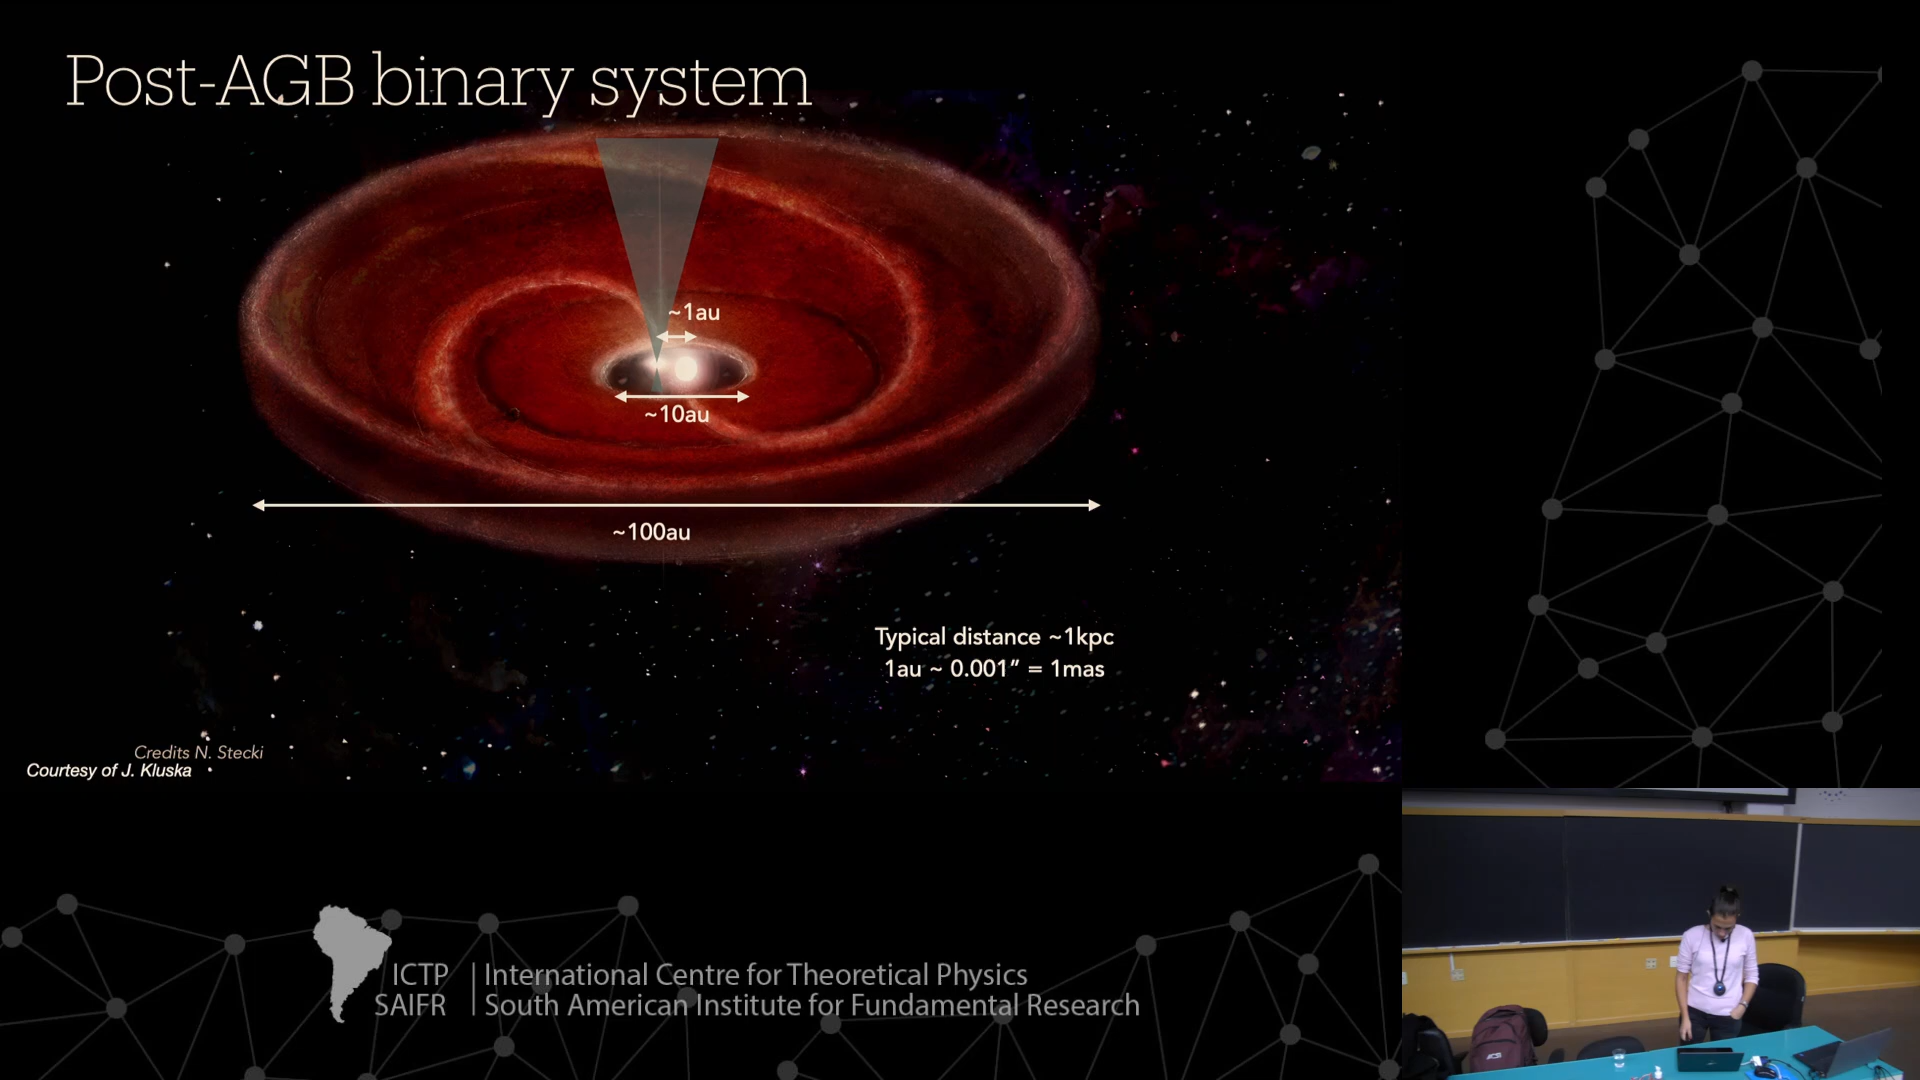 Post-AGB binary system
~1au
~10au
~100au
Typical distance ~1kpc
1au ~ 0.001″ = 1mas
Credits N. Stecki
Courtesy of J. Kluska
ICTP
SAIFR
International Centre for Theoretical Physics
South American Institute for Fundamental Research